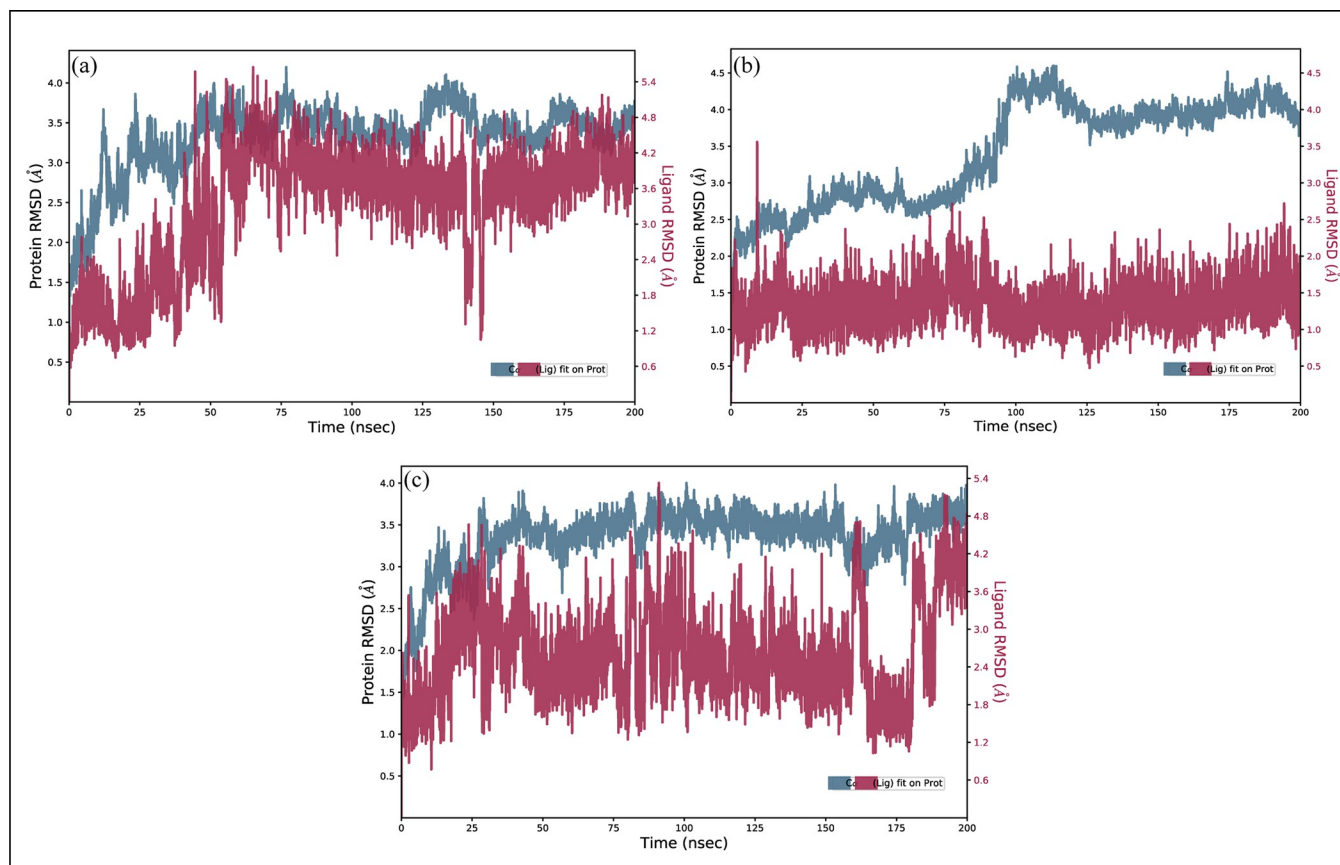 (a)
Protein RMSD (Å)
4.0
3.5
3.0
2.5
2.0
1.5
1.0
0.5
Ligand RMSD (Å)
5.4
4.8
4.2
3.6
3.0
2.4
1.8
1.2
0.6
Cα (Lig) fit on Prot
0 25 50 75 100 125 150 175 200
Time (nsec)
(b)
Protein RMSD (Å)
4.5
4.0
3.5
3.0
2.5
2.0
1.5
1.0
0.5
Ligand RMSD (Å)
4.5
4.0
3.5
3.0
2.5
2.0
1.5
1.0
0.5
Cα (Lig) fit on Prot
0 25 50 75 100 125 150 175 200
Time (nsec)
(c)
Protein RMSD (Å)
4.0
3.5
3.0
2.5
2.0
1.5
1.0
0.5
Ligand RMSD (Å)
5.4
4.8
4.2
3.6
3.0
2.4
1.8
1.2
0.6
Cα (Lig) fit on Prot
0 25 50 75 100 125 150 175 200
Time (nsec)